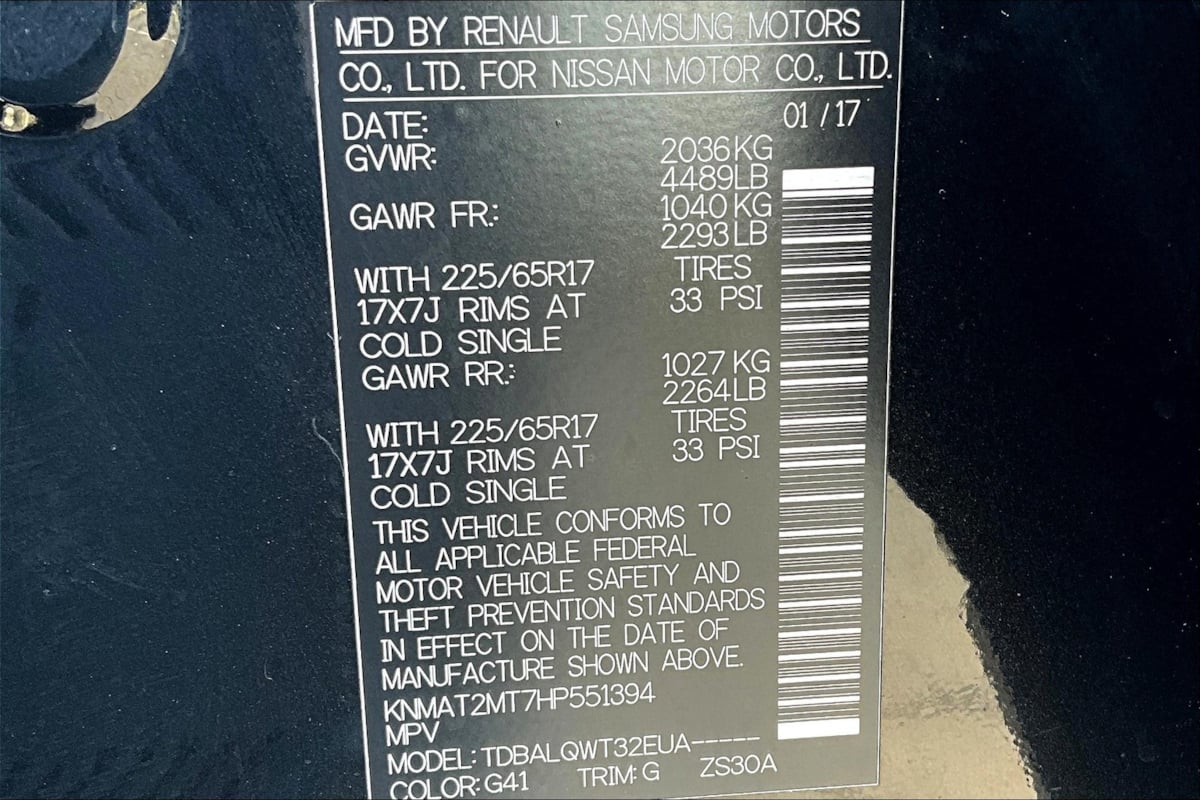 MFD BY RENAULT SAMSUNG MOTORS
CO., LTD. FOR NISSAN MOTOR CO., LTD.
DATE: 01 / 17
GVWR: 2036KG
4489LB
GAWR FR.: 1040KG
2293LB
WITH 225/65R17 TIRES
17X7J RIMS AT 33 PSI
COLD SINGLE
GAWR RR.: 1027KG
2264LB
WITH 225/65R17 TIRES
17X7J RIMS AT 33 PSI
COLD SINGLE
THIS VEHICLE CONFORMS TO
ALL APPLICABLE FEDERAL
MOTOR VEHICLE SAFETY AND
THEFT PREVENTION STANDARDS
IN EFFECT ON THE DATE OF
MANUFACTURE SHOWN ABOVE.
KNMAT2MT7HP551394
MPV
MODEL: TDBALQWT32EUA-----
COLOR: G41 TRIM: G ZS30A